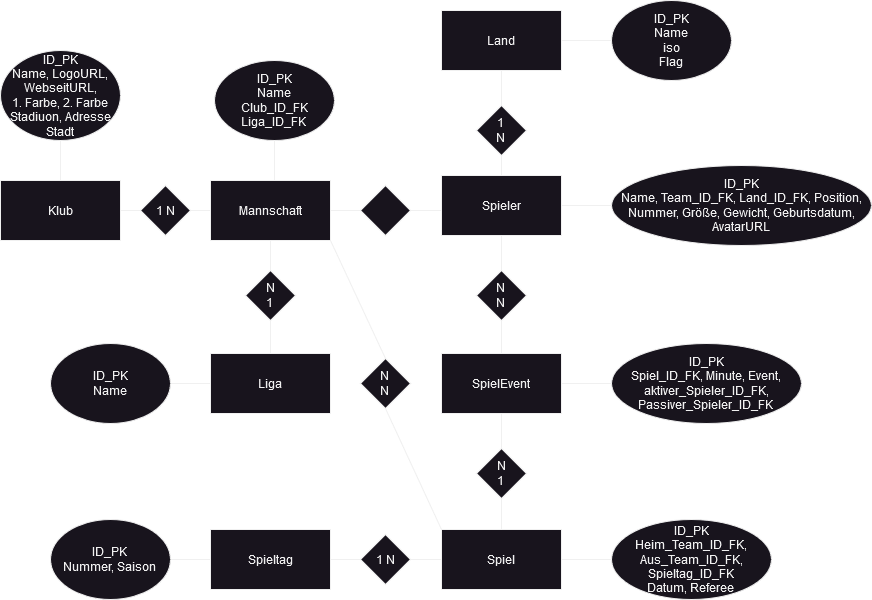 Land
ID_PK
Name
iso
Flag
ID_PK
Name, LogoURL,
WebseitURL,
1. Farbe, 2. Farbe
Stadiuon, Adresse
Stadt
ID_PK
Name
Club_ID_FK
Liga_ID_FK
1
N
Klub
1 N
Mannschaft
Spieler
ID_PK
Name, Team_ID_FK, Land_ID_FK, Position,
Nummer, Größe, Gewicht, Geburtsdatum,
AvatarURL
N
1
N
N
ID_PK
Name
Liga
N
N
SpielEvent
ID_PK
Spiel_ID_FK, Minute, Event,
aktiver_Spieler_ID_FK,
Passiver_Spieler_ID_FK
N
1
ID_PK
Nummer, Saison
Spieltag
1 N
Spiel
ID_PK
Heim_Team_ID_FK,
Aus_Team_ID_FK,
Spieltag_ID_FK
Datum, Referee